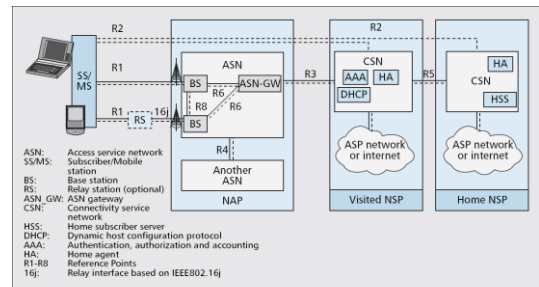 R2
R2
R1
SS/
MS
ASN
BS
ASN-GW
R6
R8
R6
BS
R1
RS
16j
R4
Another
ASN
NAP
R3
CSN
AAA
HA
DHCP
ASP network
or internet
Visited NSP
R5
HA
CSN
HSS
ASP network
or internet
Home NSP
ASN: Access service network
SS/MS: Subscriber/Mobile
station
BS: Base station
RS: Relay station (optional)
ASN_GW: ASN gateway
CSN: Connectivity service
network
HSS: Home subscriber server
DHCP: Dynamic host configuration protocol
AAA: Authentication, authorization and accounting
HA: Home agent
R1-R8 Reference Points
16j: Relay interface based on IEEE802.16j